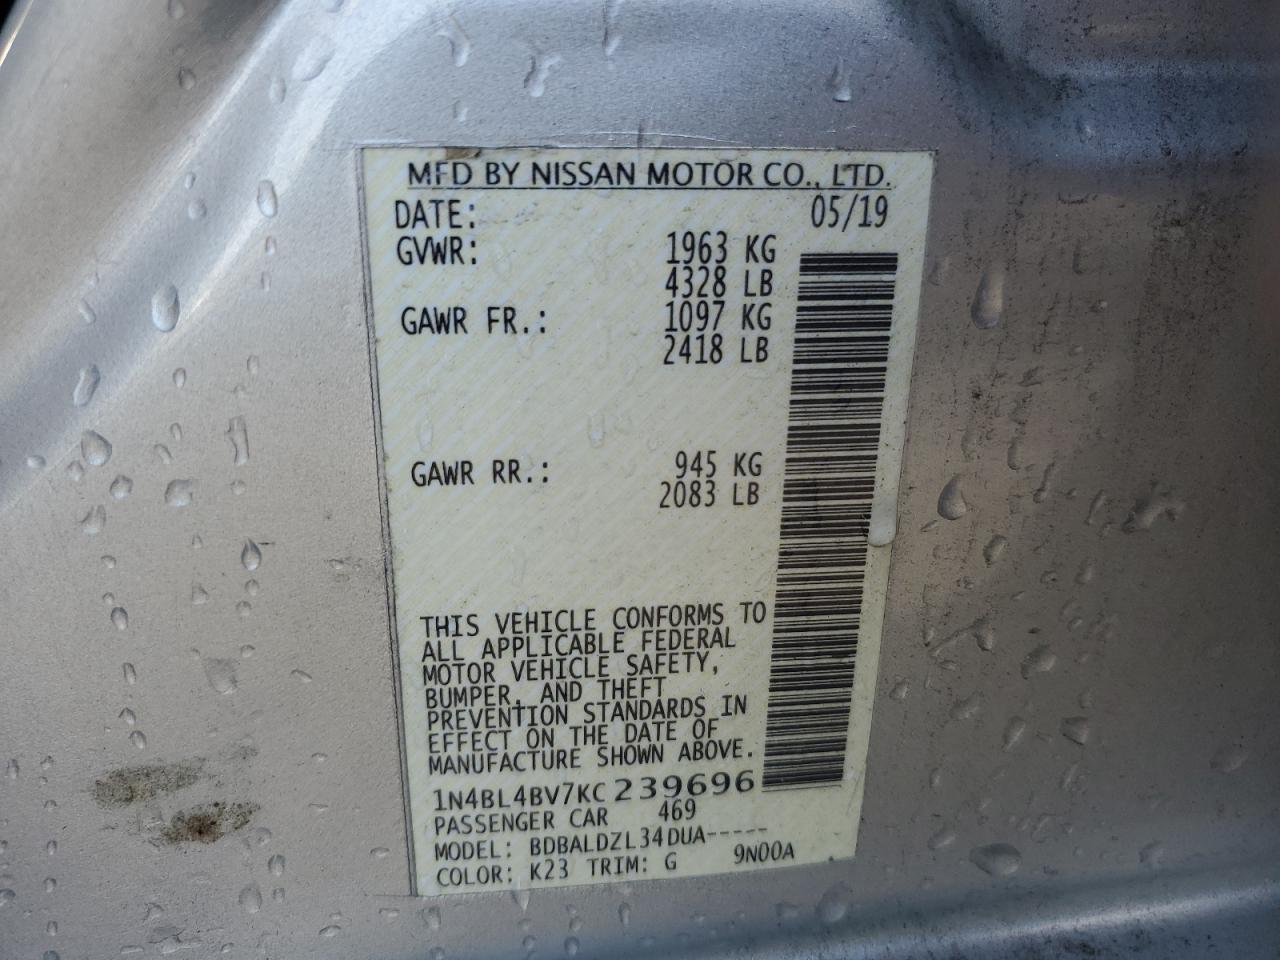 MFD BY NISSAN MOTOR CO., LTD.
DATE: 05/19
GVWR: 1963 KG
4328 LB
GAWR FR.: 1097 KG
2418 LB
GAWR RR.: 945 KG
2083 LB
THIS VEHICLE CONFORMS TO
ALL APPLICABLE FEDERAL
MOTOR VEHICLE SAFETY,
BUMPER, AND THEFT
PREVENTION STANDARDS IN
EFFECT ON THE DATE OF
MANUFACTURE SHOWN ABOVE.
1N4BL4BV7KC239696
PASSENGER CAR 469
MODEL: BDBALDZL34DUA-----
COLOR: K23 TRIM: G 9N00A